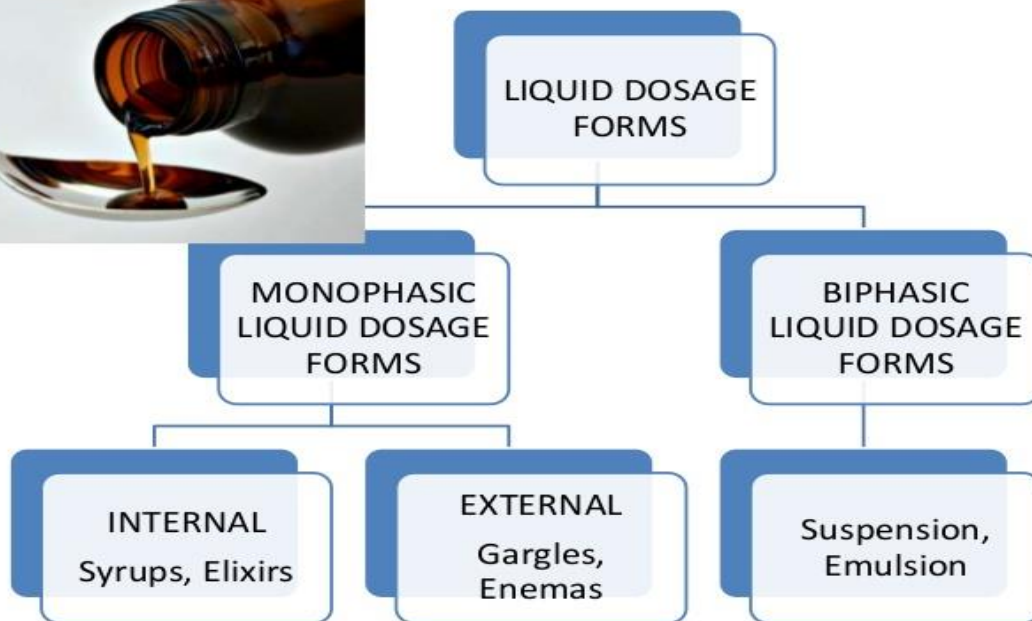 LIQUID DOSAGE
FORMS
MONOPHASIC
LIQUID DOSAGE
FORMS
BIPHASIC
LIQUID DOSAGE
FORMS
INTERNAL
Syrups, Elixirs
EXTERNAL
Gargles,
Enemas
Suspension,
Emulsion